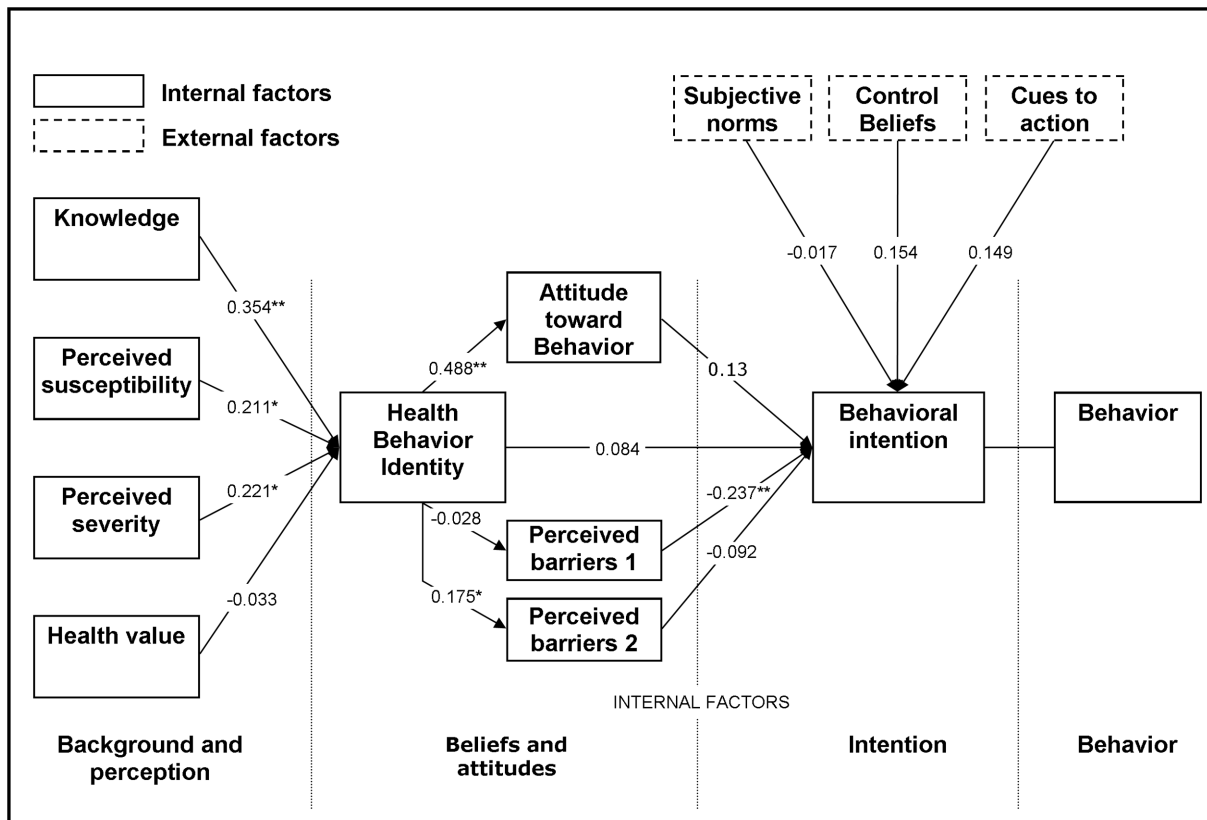 Internal factors
External factors
Subjective
norms
Control
Beliefs
Cues to
action
Knowledge
Perceived
susceptibility
Perceived
severity
Health value
0.354**
0.211*
0.221*
-0.033
Health
Behavior
Identity
0.488**
0.084
-0.028
0.175*
Attitude
toward
Behavior
Perceived
barriers 1
Perceived
barriers 2
0.13
-0.237**
-0.092
-0.017
0.154
0.149
Behavioral
intention
Behavior
INTERNAL FACTORS
Background and
perception
Beliefs and
attitudes
Intention
Behavior